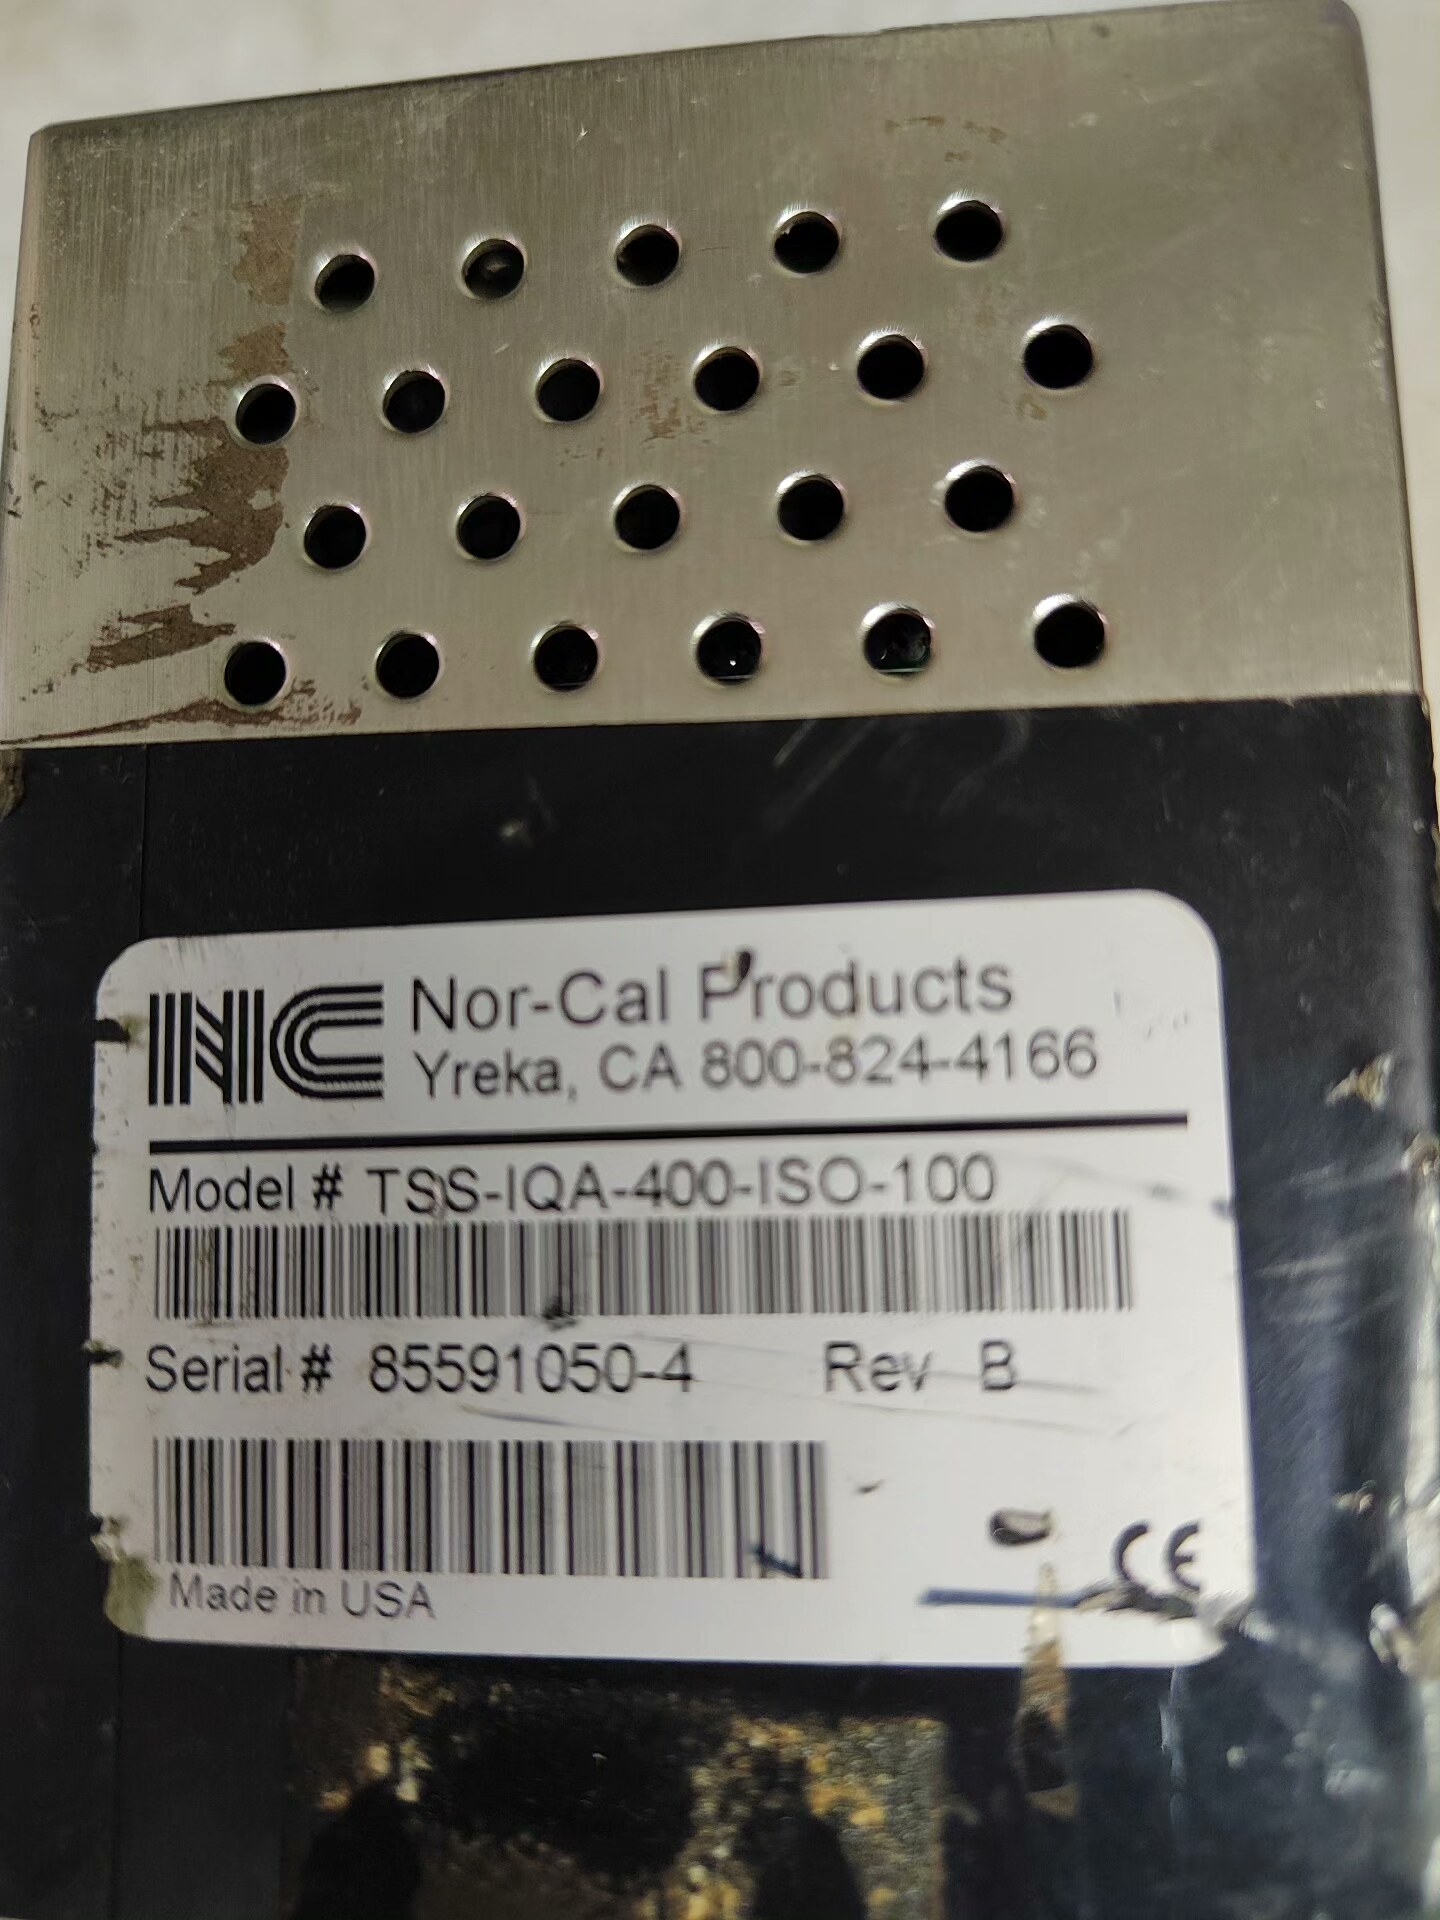 NC Nor-Cal Products
Yreka, CA 800-824-4166
Model # TSS-IQA-400-ISO-100
Serial # 85591050-4 Rev B
CE
Made in USA